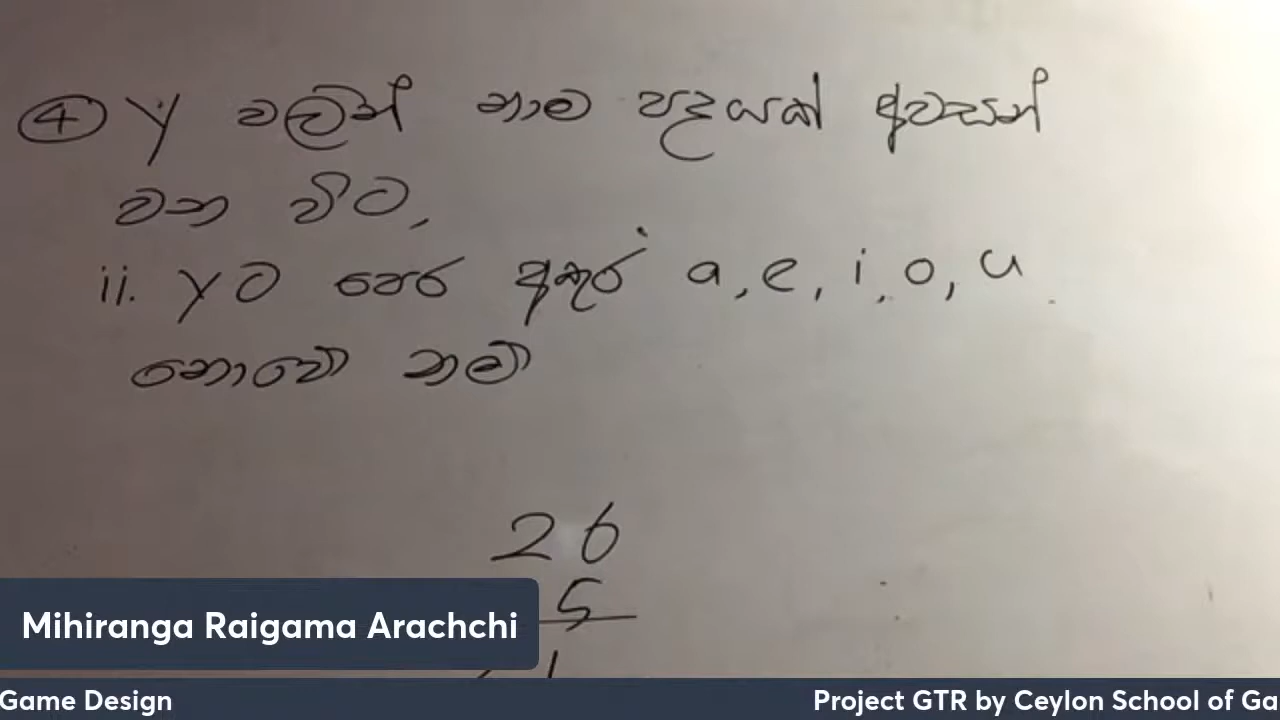 ④ y වලින් නාම පදයක් අවසන්
වන විට,
ii. y ට පෙර අකුර a, e, i, o, u
නොවේ නම්
26
5
Mihiranga Raigama Arachchi
Game Design
Project GTR by Ceylon School of Ga